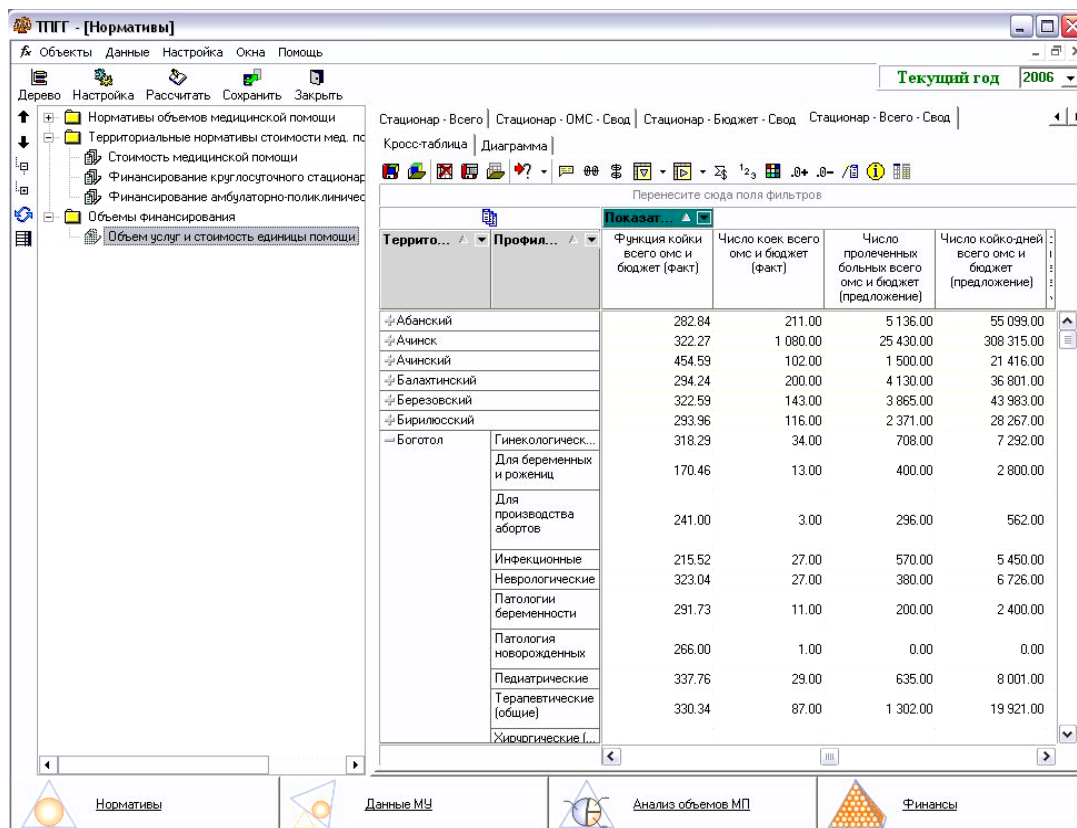 ТПГГ - [Нормативы]
fx Объекты Данные Настройка Окна Помощь
Дерево Настройка Рассчитать Сохранить Закрыть
Текущий год 2006
Нормативы объемов медицинской помощи
Территориальные нормативы стоимости мед. по
Стоимость медицинской помощи
Финансирование круглосуточного стационар
Финансирование амбулаторно-поликлиничес
Объемы финансирования
Объем услуг и стоимость единицы помощи
Стационар - Всего Стационар - ОМС - Свод Стационар - Бюджет - Свод Стационар - Всего - Свод
Кросс-таблица Диаграмма
Перенесите сюда поля фильтров
Показат...
Террито... Профил...
Функция койки всего омс и бюджет (факт)
Число коек всего омс и бюджет (факт)
Число пролеченных больных всего омс и бюджет (предложение)
Число койко-дней всего омс и бюджет (предложение)
Абанский 282.84 211.00 5 136.00 55 099.00
Ачинск 322.27 1 080.00 25 430.00 308 315.00
Ачинский 454.59 102.00 1 500.00 21 416.00
Балахтинский 294.24 200.00 4 130.00 36 801.00
Березовский 322.59 143.00 3 865.00 43 983.00
Бирилюсский 293.96 116.00 2 371.00 28 267.00
Боготол Гинекологическ... 318.29 34.00 708.00 7 292.00
Для беременных и рожениц 170.46 13.00 400.00 2 800.00
Для производства абортов 241.00 3.00 296.00 562.00
Инфекционные 215.52 27.00 570.00 5 450.00
Неврологические 323.04 27.00 380.00 6 726.00
Патологии беременности 291.73 11.00 200.00 2 400.00
Патология новорожденных 266.00 1.00 0.00 0.00
Педиатрические 337.76 29.00 635.00 8 001.00
Терапевтические (общие) 330.34 87.00 1 302.00 19 921.00
Хирургические (...
Нормативы Данные МУ Анализ объемов МП Финансы